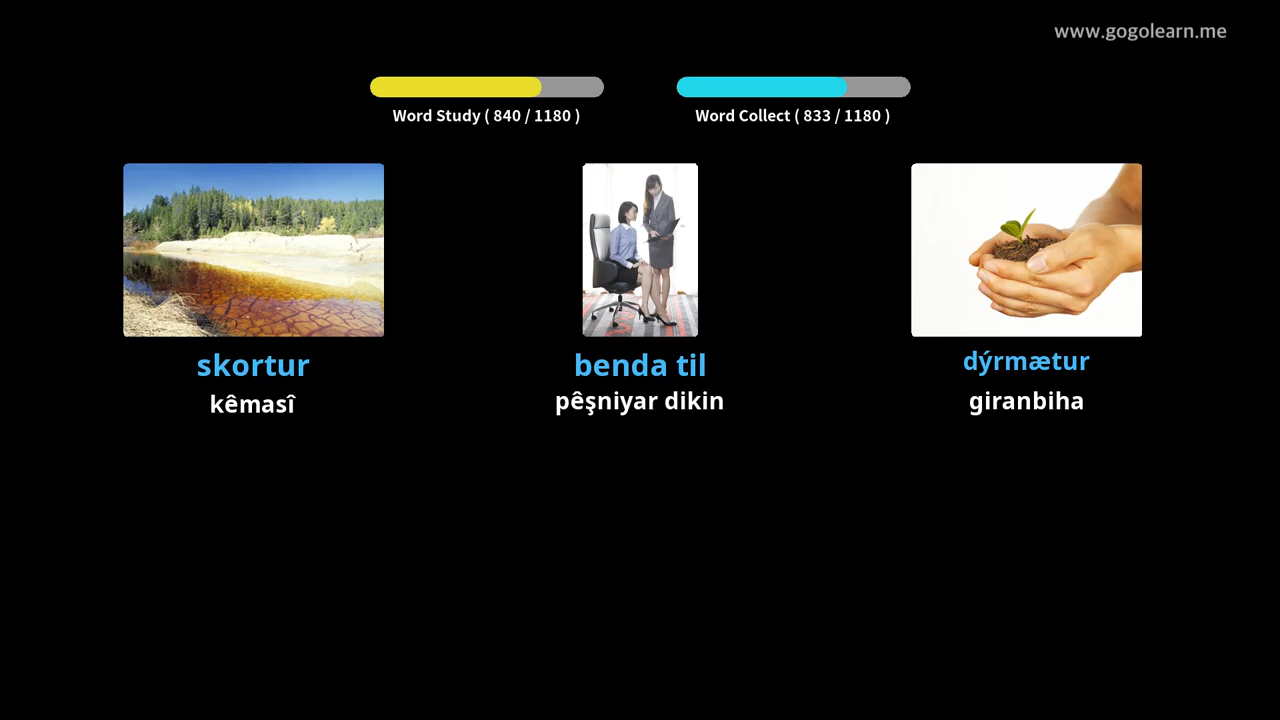 www.gogolearn.me
Word Study ( 840 / 1180 )
Word Collect ( 833 / 1180 )
skortur
kêmasî
benda til
pêşniyar dikin
dýrmætur
giranbiha